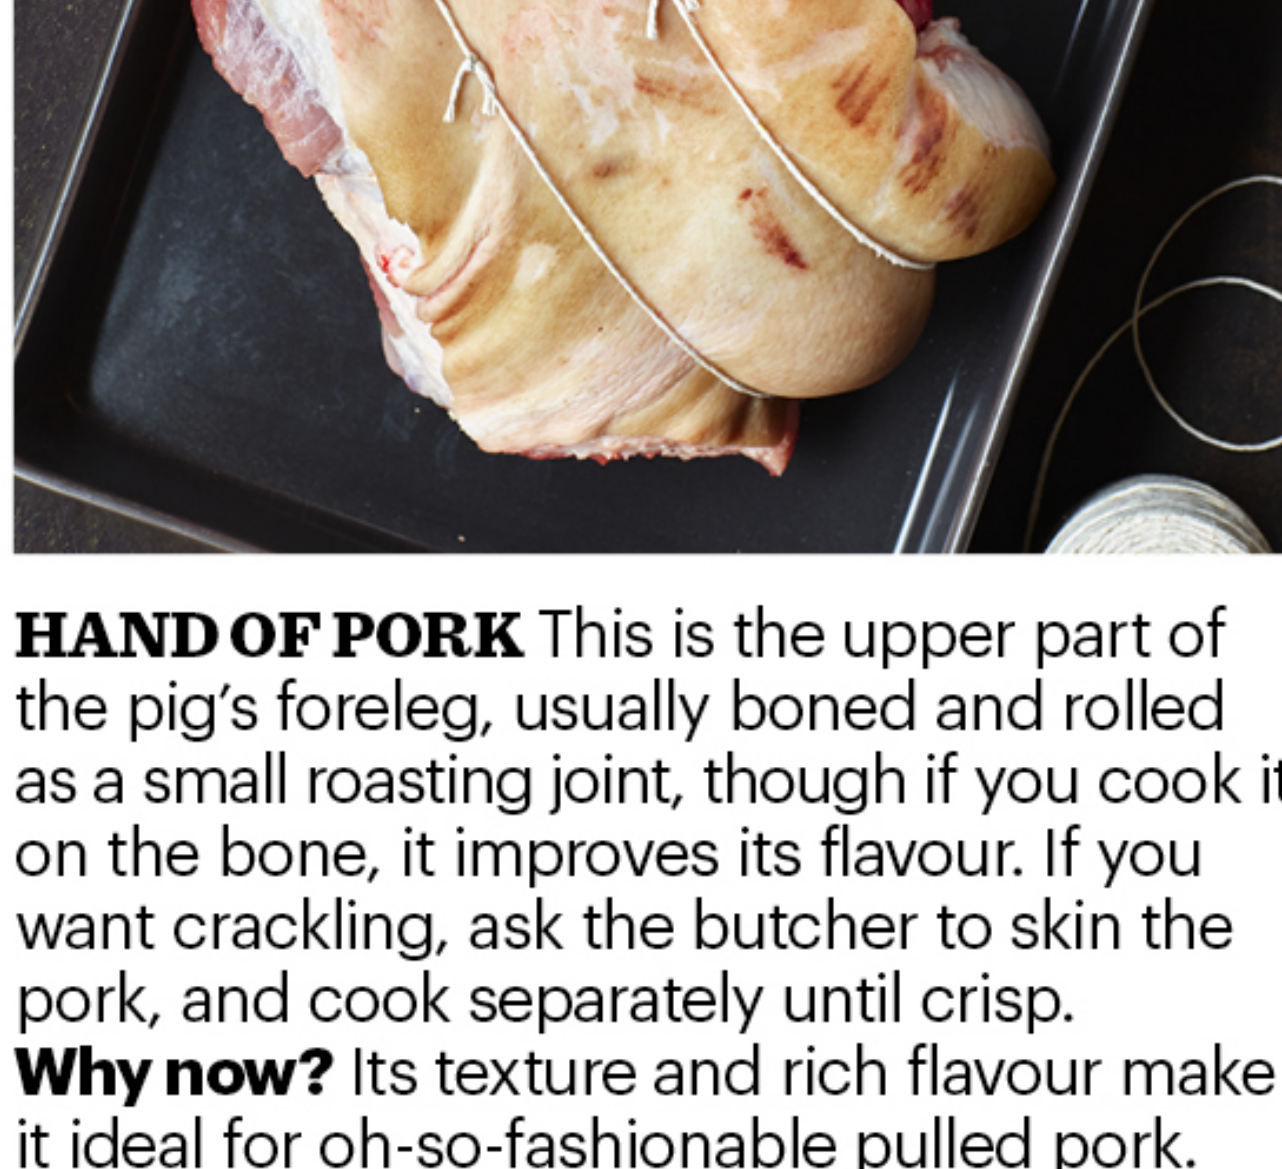 HAND OF PORK This is the upper part of
the pig’s foreleg, usually boned and rolled
as a small roasting joint, though if you cook it
on the bone, it improves its flavour. If you
want crackling, ask the butcher to skin the
pork, and cook separately until crisp.
Why now? Its texture and rich flavour make
it ideal for oh-so-fashionable pulled pork.